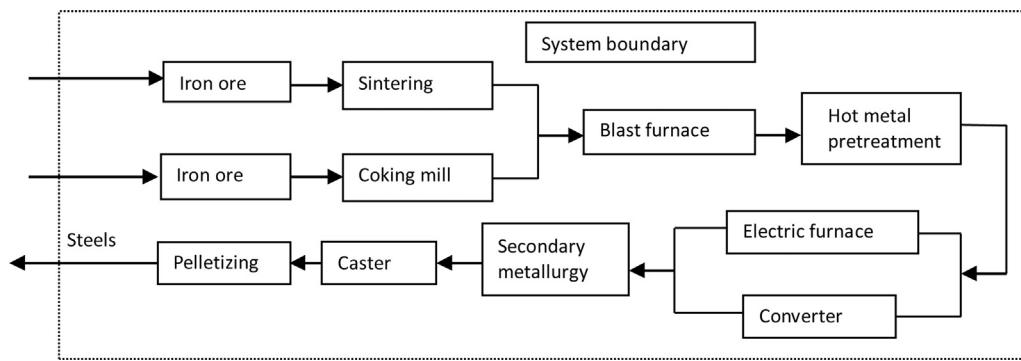 System boundary
Iron ore
Sintering
Blast furnace
Hot metal
pretreatment
Iron ore
Coking mill
Steels
Pelletizing
Caster
Secondary
metallurgy
Electric furnace
Converter